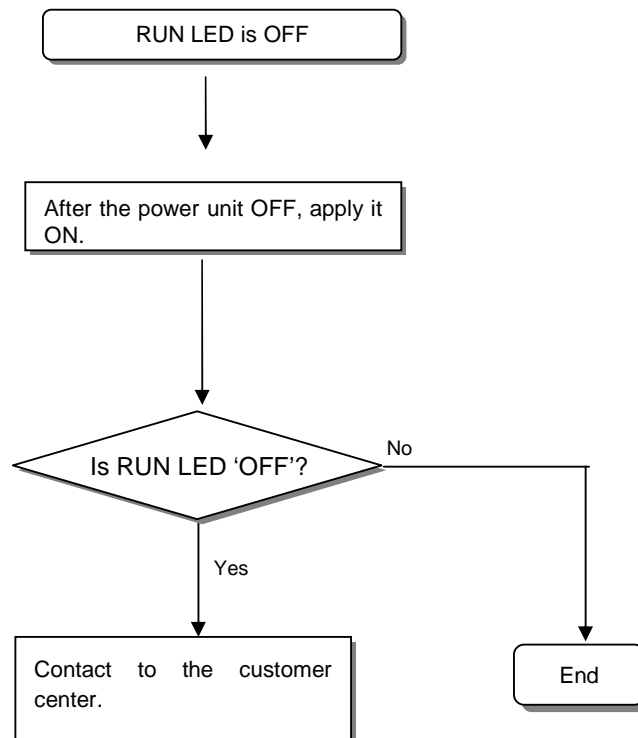 RUN LED is OFF
After the power unit OFF, apply it
ON.
Is RUN LED ‘OFF’?
No
Yes
Contact to the customer
center.
End